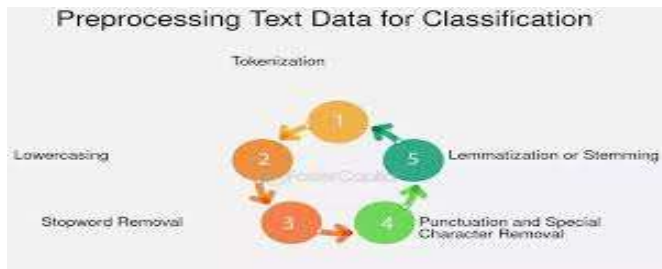 Preprocessing Text Data for Classification
Tokenization
1
Lowercasing
2
5
Lemmatization or Stemming
Stopword Removal
3
4
Punctuation and Special
Character Removal